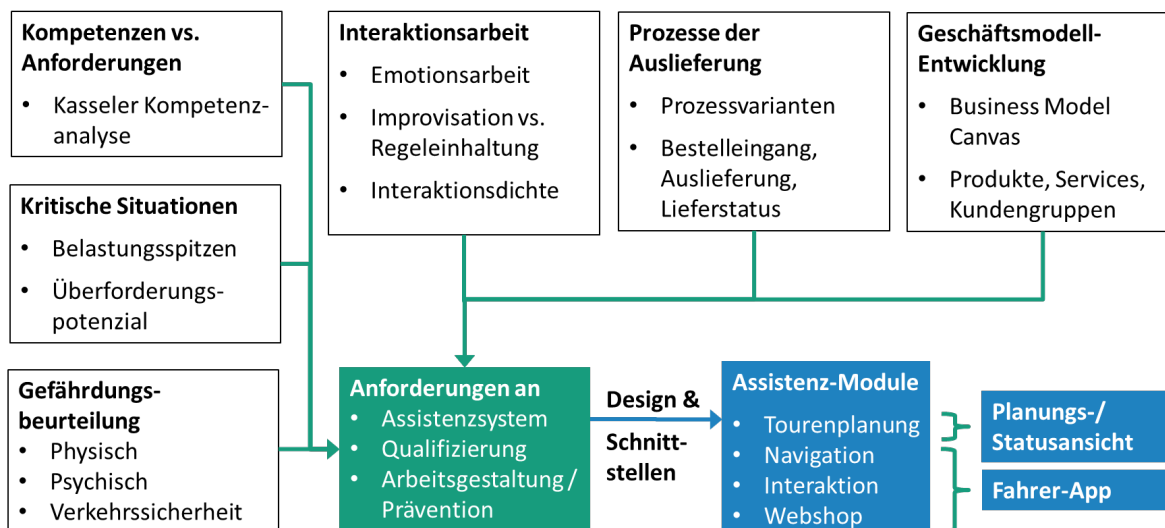 Kompetenzen vs.
Anforderungen
• Kasseler Kompetenz-
analyse
Kritische Situationen
• Belastungsspitzen
• Überforderungs-
potenzial
Gefährdungs-
beurteilung
• Physisch
• Psychisch
• Verkehrssicherheit
Interaktionsarbeit
• Emotionsarbeit
• Improvisation vs.
Regeleinhaltung
• Interaktionsdichte
Prozesse der
Auslieferung
• Prozessvarianten
• Bestelleingang,
Auslieferung,
Lieferstatus
Geschäftsmodell-
Entwicklung
• Business Model
Canvas
• Produkte, Services,
Kundengruppen
Anforderungen an
• Assistenzsystem
• Qualifizierung
• Arbeitsgestaltung /
Prävention
Design &
Schnitt-
stellen
Assistenz-Module
• Tourenplanung
• Navigation
• Interaktion
• Webshop
Planungs-/
Statusansicht
Fahrer-App